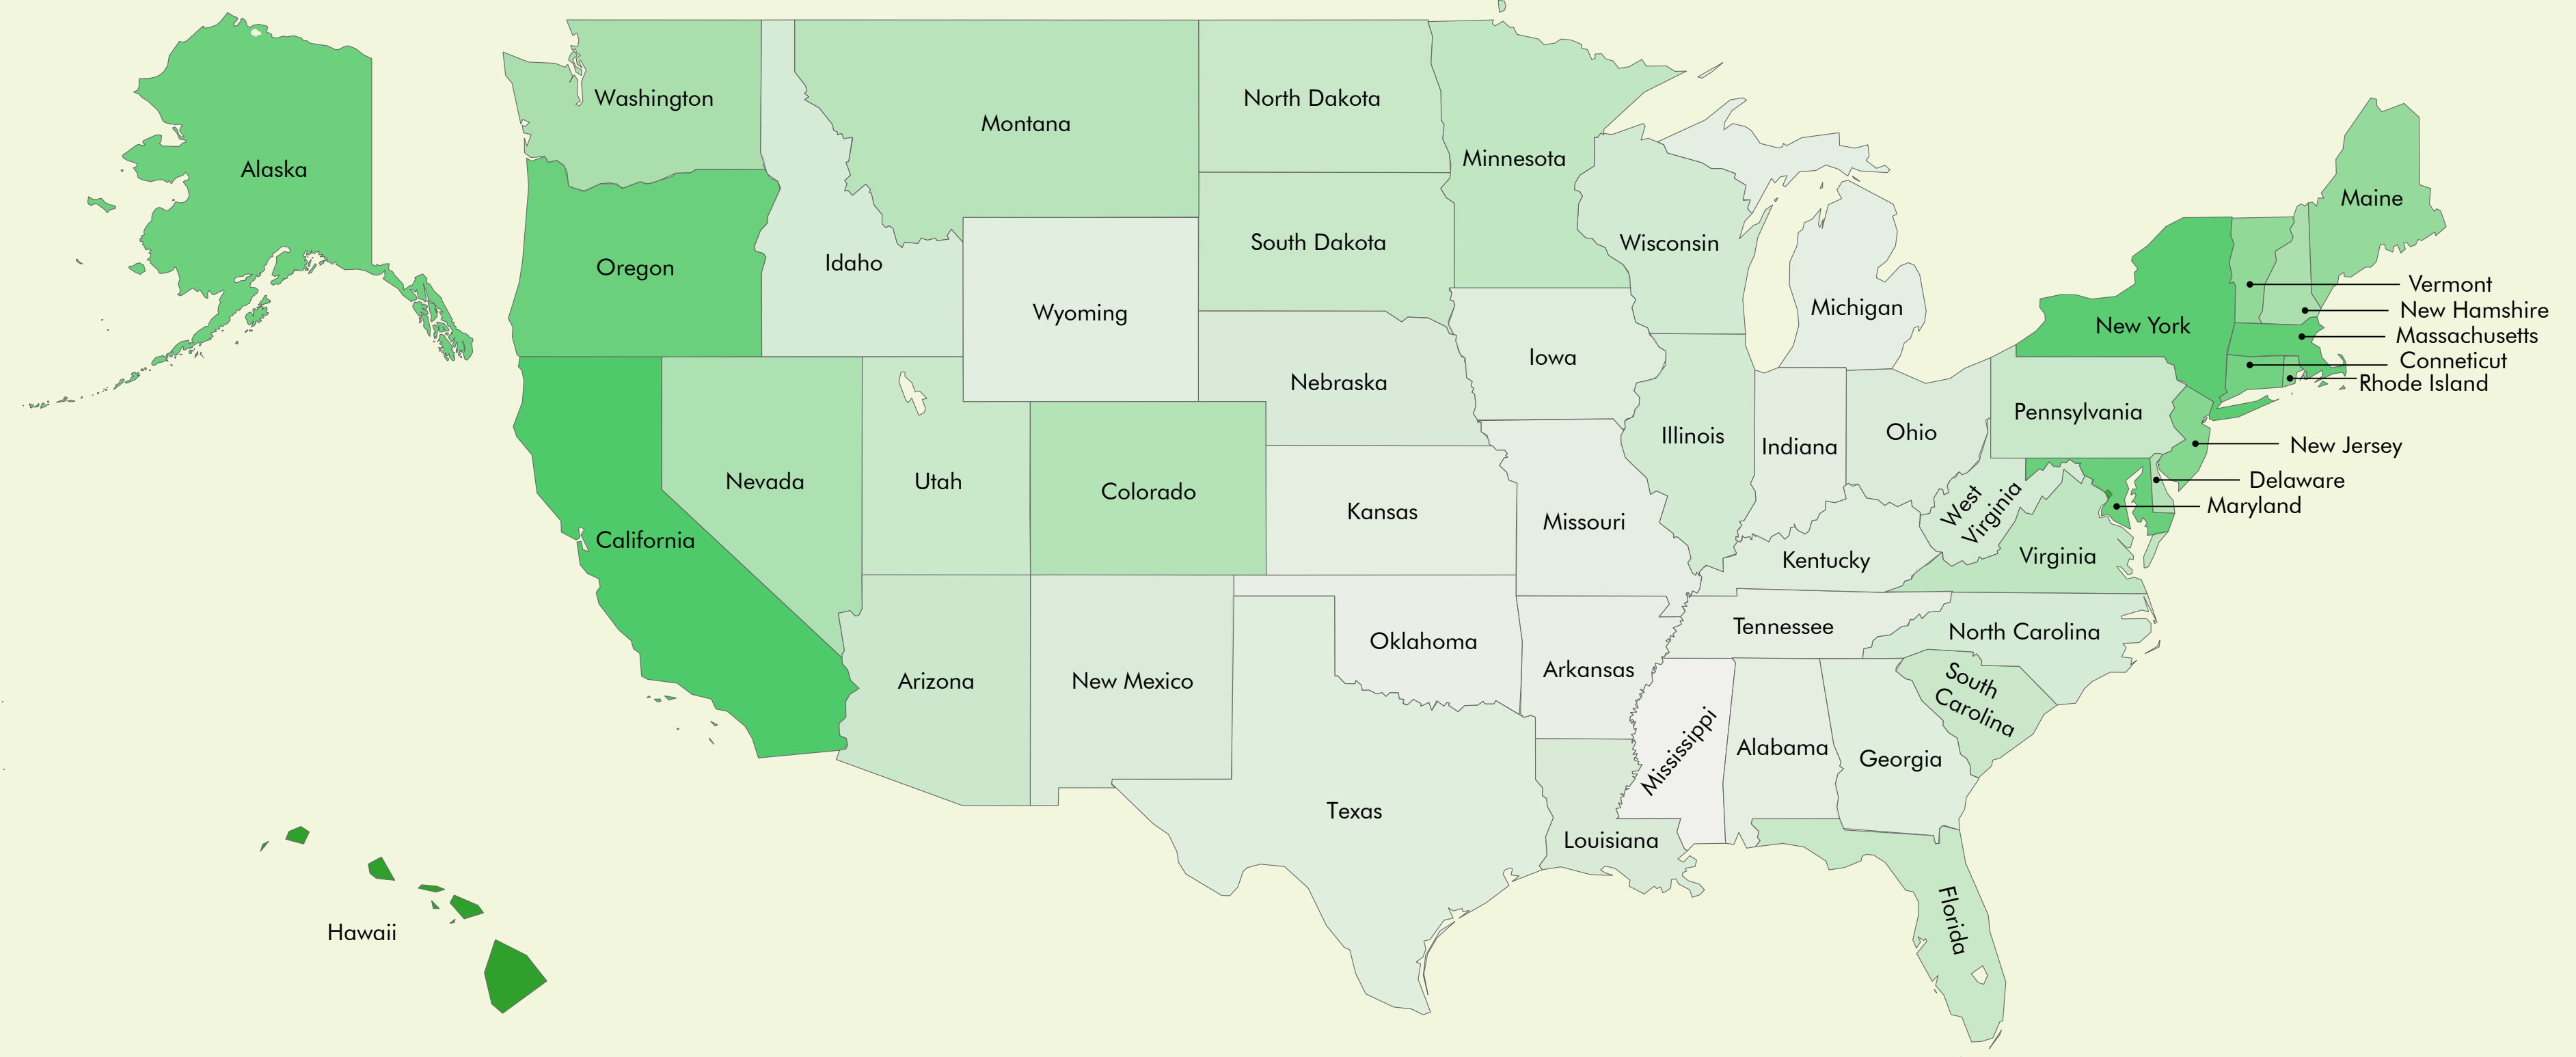 Alaska
Washington
Montana
North Dakota
Minnesota
Maine
Oregon
Idaho
South Dakota
Wisconsin
Wyoming
Michigan
Vermont
New Hamshire
New York
Massachusetts
Conneticut
Rhode Island
Iowa
Nebraska
Pennsylvania
Illinois
Indiana
Ohio
New Jersey
Nevada
Utah
Colorado
Kansas
Delaware
Maryland
West
Virginia
Missouri
California
Kentucky
Virginia
Tennessee
North Carolina
Oklahoma
Arkansas
Arizona
New Mexico
South
Carolina
Mississippi
Alabama
Georgia
Texas
Louisiana
Florida
Hawaii